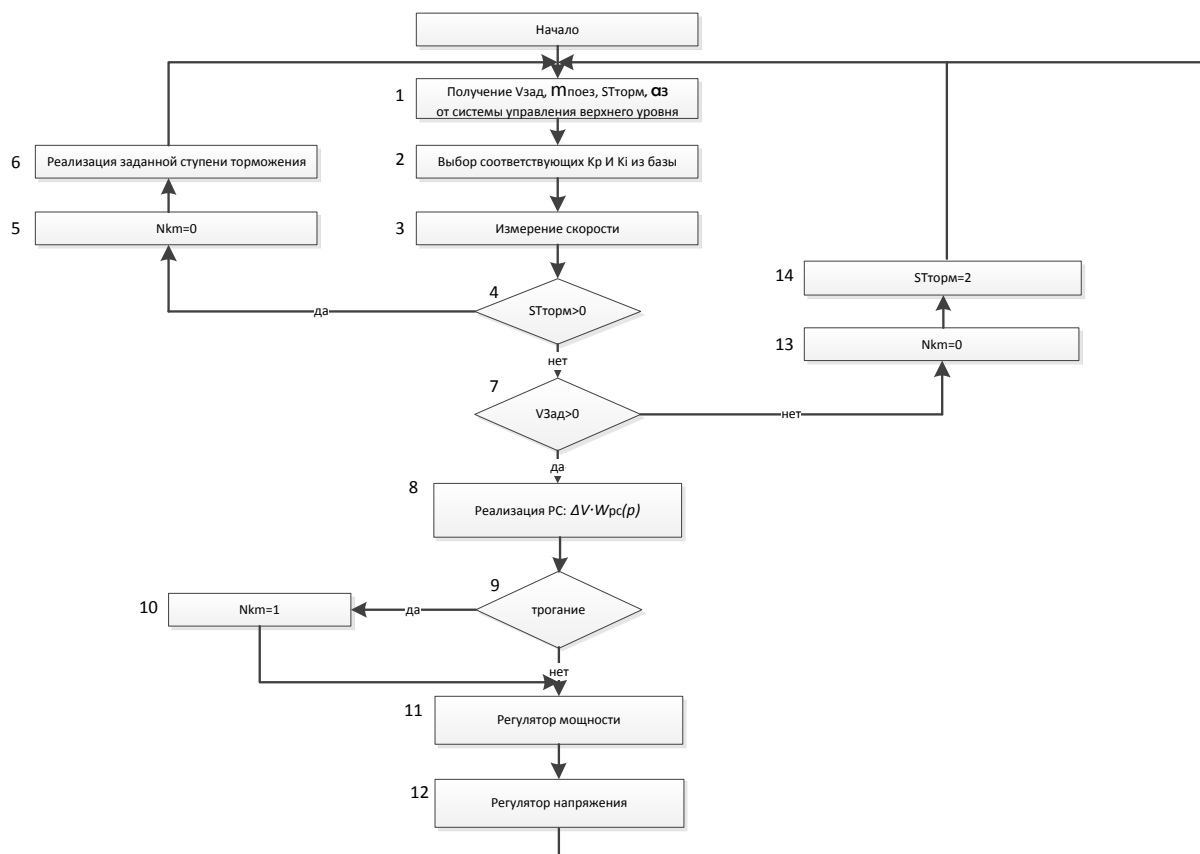 Начало
1
Получение Vзад, mпоез, STторм, αз
от системы управления верхнего уровня
2
Выбор соответствующих Kp И Ki из базы
6
Реализация заданной ступени торможения
5
Nkm=0
3
Измерение скорости
4
STторм>0
да
нет
14
STторм=2
13
Nkm=0
7
VЗад>0
нет
да
8
Реализация РС: ΔV·Wрс(p)
9
трогание
да
10
Nkm=1
нет
11
Регулятор мощности
12
Регулятор напряжения